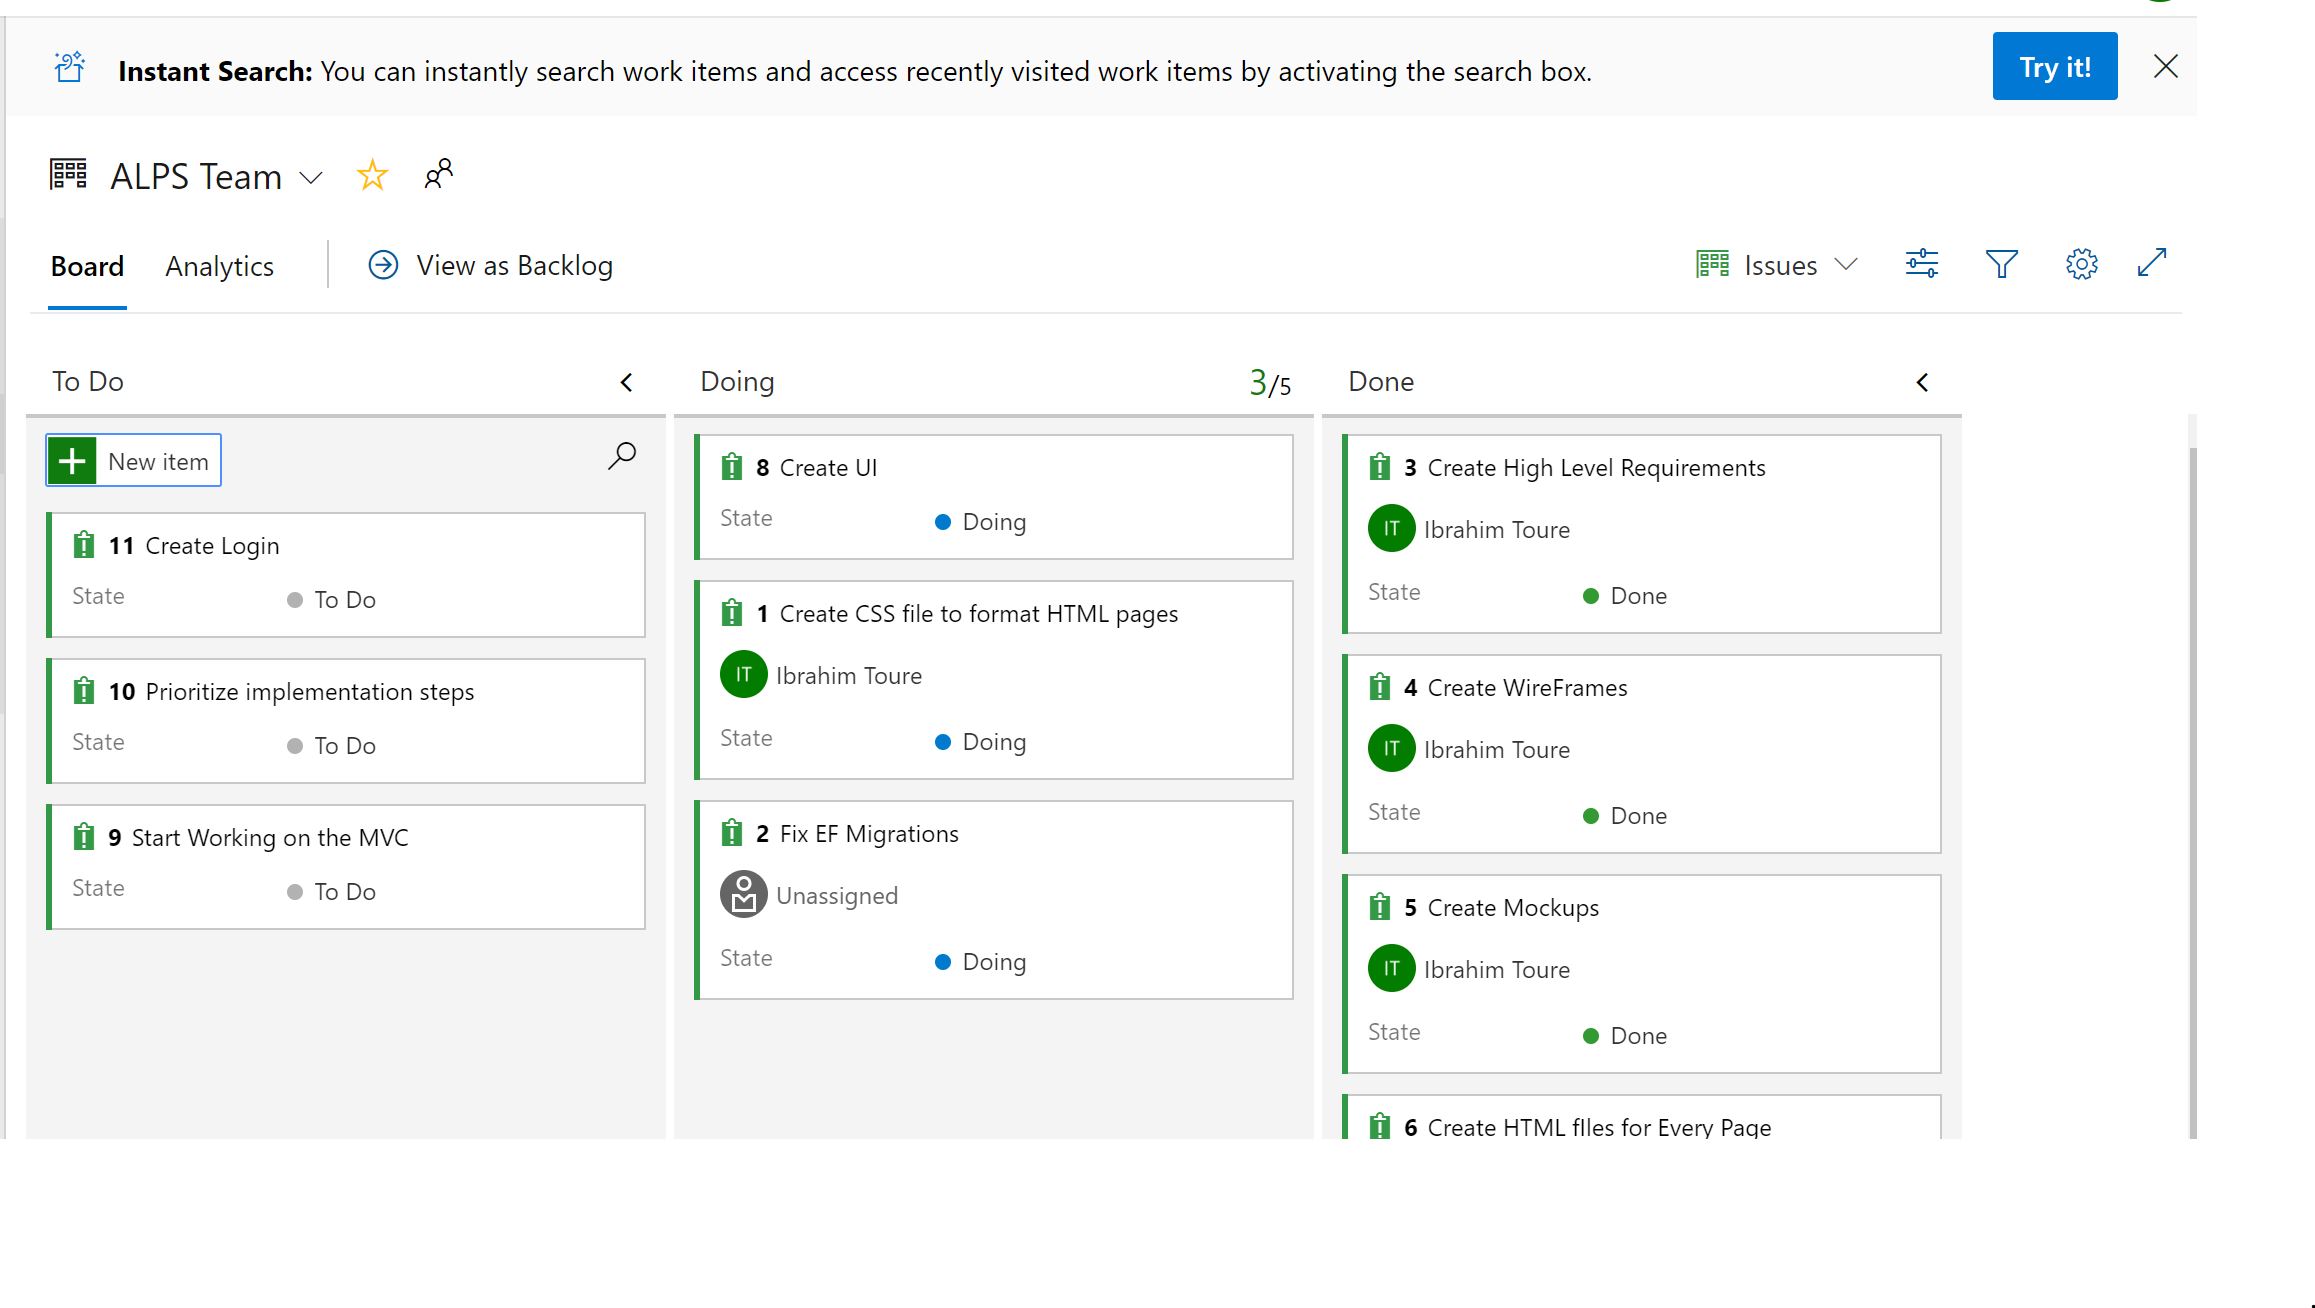 Instant Search: You can instantly search work items and access recently visited work items by activating the search box.
Try it!
ALPS Team
Board
Analytics
View as Backlog
Issues
To Do
New item
11 Create Login
State
To Do
10 Prioritize implementation steps
State
To Do
9 Start Working on the MVC
State
To Do
Doing
3/5
8 Create UI
State
Doing
1 Create CSS file to format HTML pages
IT Ibrahim Toure
State
Doing
2 Fix EF Migrations
Unassigned
State
Doing
Done
3 Create High Level Requirements
IT Ibrahim Toure
State
Done
4 Create WireFrames
IT Ibrahim Toure
State
Done
5 Create Mockups
IT Ibrahim Toure
State
Done
6 Create HTML fIles for Every Page